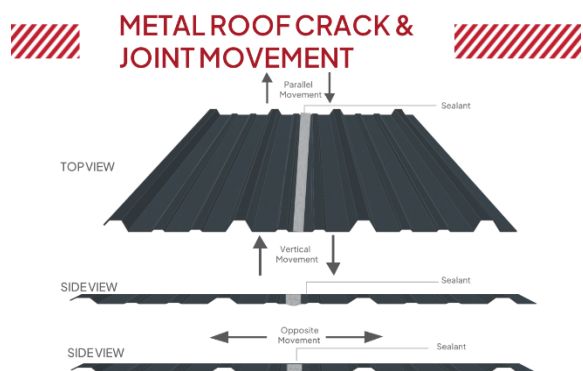 METAL ROOF CRACK &
JOINT MOVEMENT
Parallel
Movement
Sealant
TOP VIEW
Vertical
Movement
Sealant
SIDE VIEW
Opposite
Movement
Sealant
SIDE VIEW